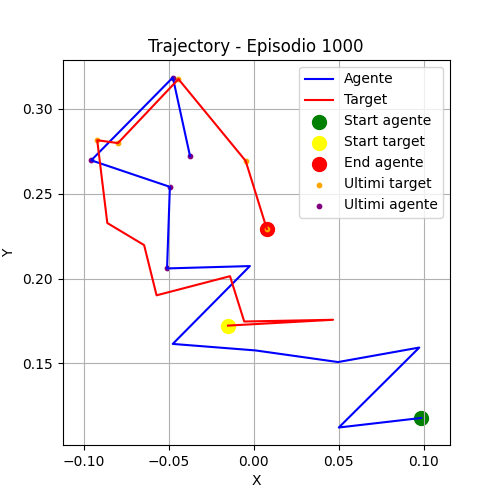 Trajectory - Episodio 1000
Agente
Target
Start agente
Start target
End agente
Ultimi target
Ultimi agente
0.30
0.25
0.20
0.15
Y
−0.10 −0.05 0.00 0.05 0.10
X